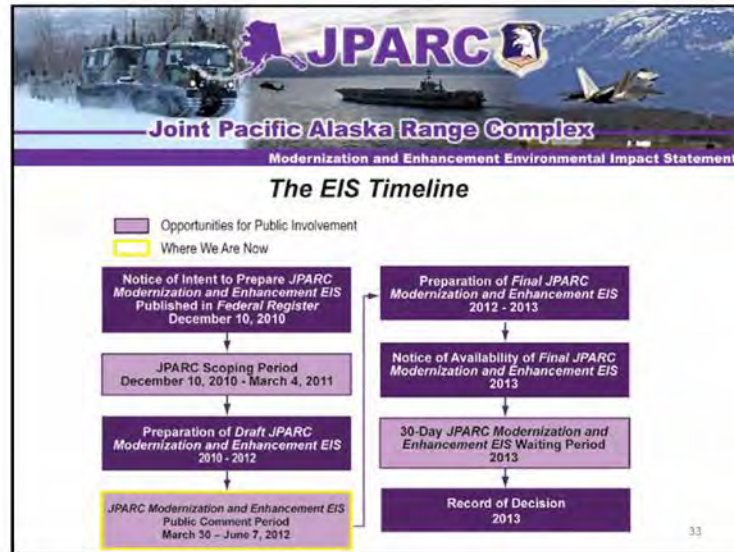 JPARC
Joint Pacific Alaska Range Complex
Modernization and Enhancement Environmental Impact Statement
The EIS Timeline
Opportunities for Public Involvement
Where We Are Now
Notice of Intent to Prepare JPARC
Modernization and Enhancement EIS
Published in Federal Register
December 10, 2010
JPARC Scoping Period
December 10, 2010 - March 4, 2011
Preparation of Draft JPARC
Modernization and Enhancement EIS
2010 - 2012
JPARC Modernization and Enhancement EIS
Public Comment Period
March 30 – June 7, 2012
Preparation of Final JPARC
Modernization and Enhancement EIS
2012 - 2013
Notice of Availability of Final JPARC
Modernization and Enhancement EIS
2013
30-Day JPARC Modernization and
Enhancement EIS Waiting Period
2013
Record of Decision
2013
33